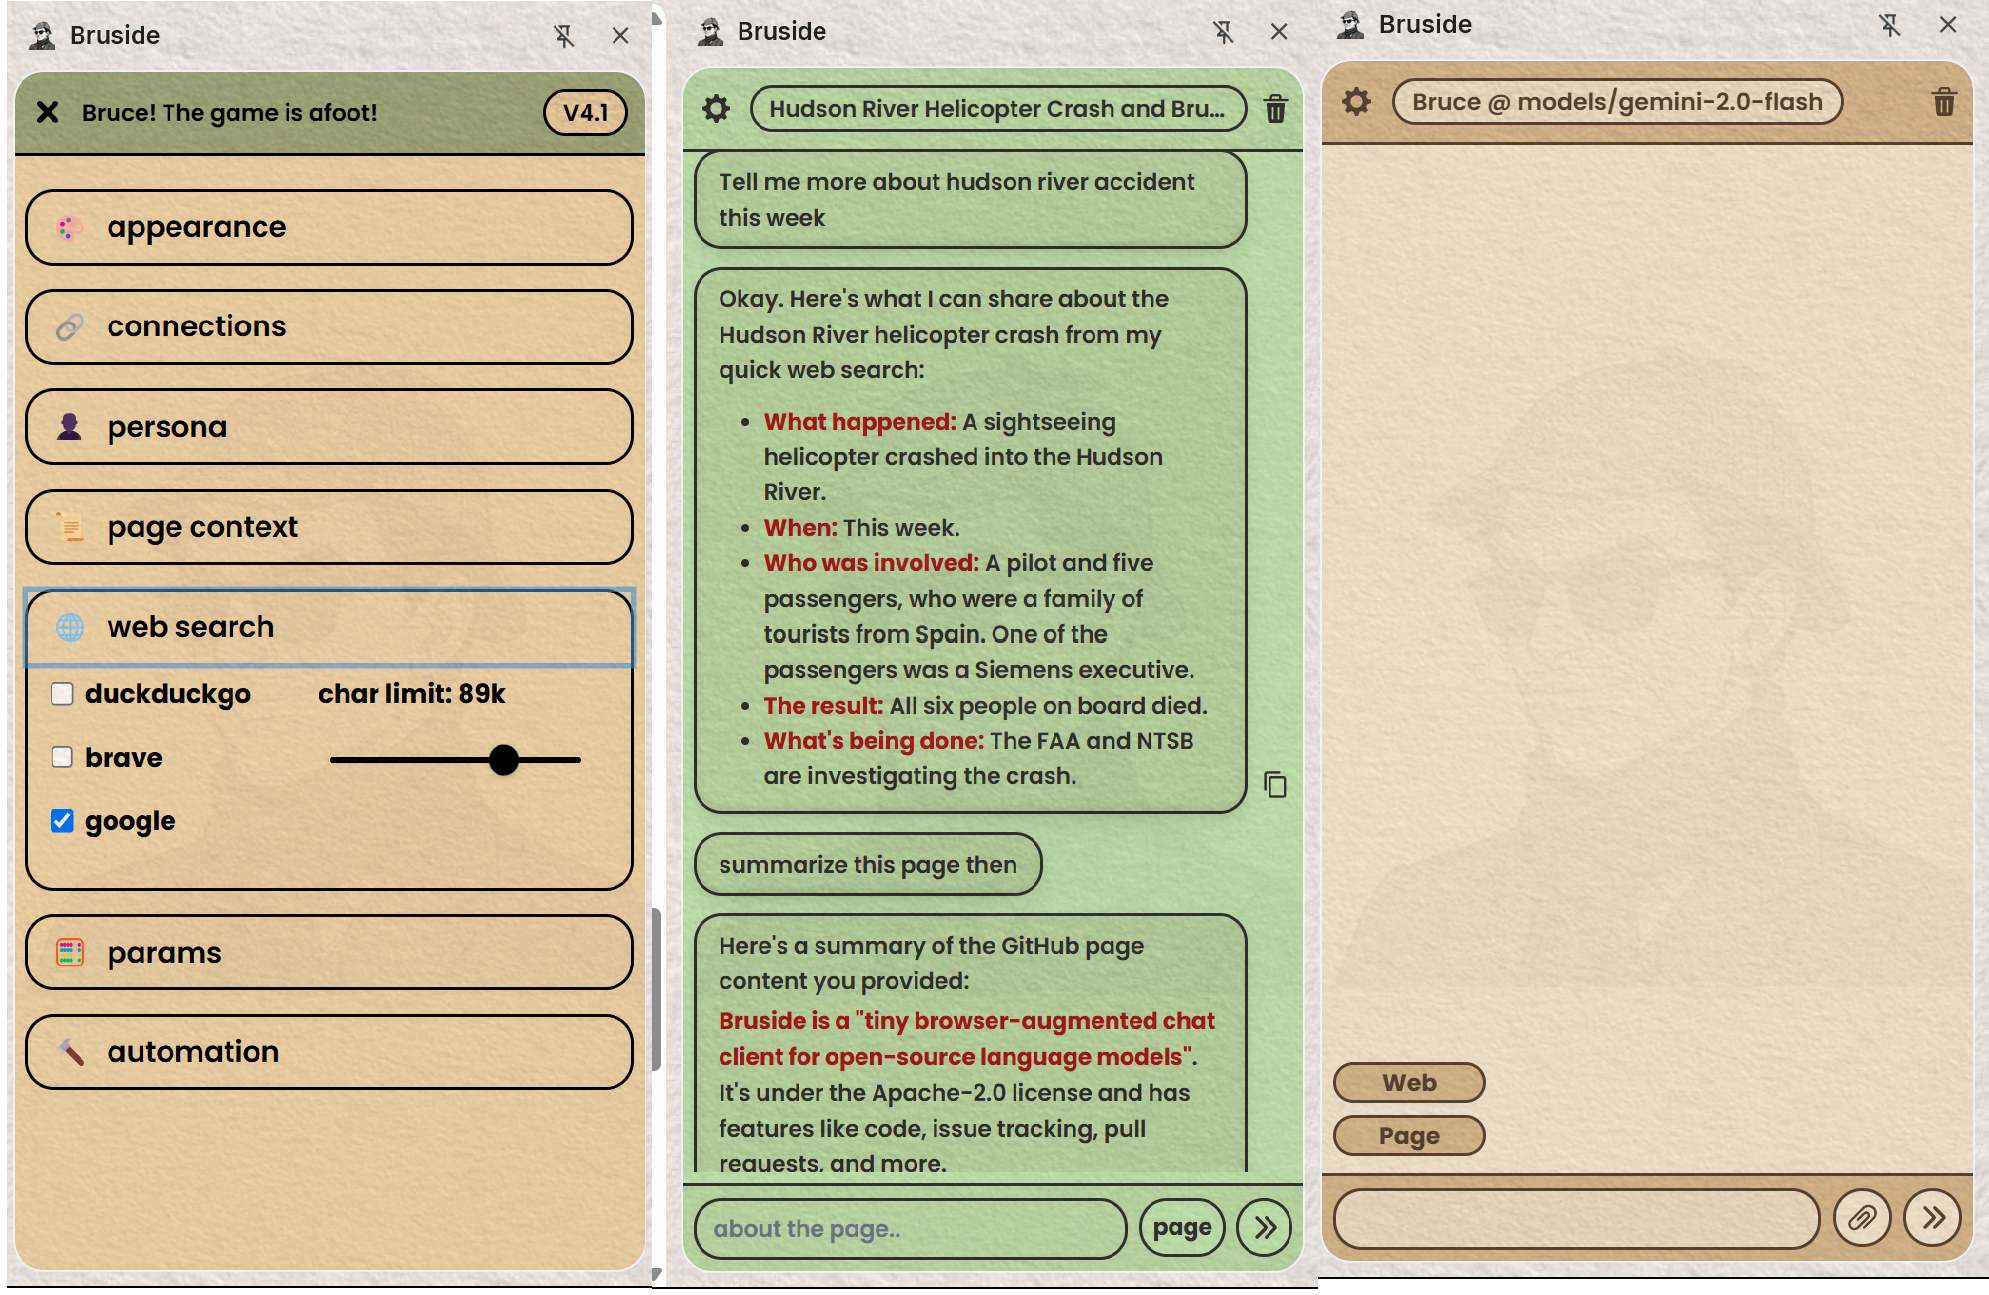 Bruside
Bruce! The game is afoot!
V4.1
appearance
connections
persona
page context
web search
duckduckgo
char limit: 89k
brave
google
params
automation
Bruside
Hudson River Helicopter Crash and Bru...
Tell me more about hudson river accident
this week
Okay. Here's what I can share about the
Hudson River helicopter crash from my
quick web search:
• What happened: A sightseeing
helicopter crashed into the Hudson
River.
• When: This week.
• Who was involved: A pilot and five
passengers, who were a family of
tourists from Spain. One of the
passengers was a Siemens executive.
• The result: All six people on board died.
• What's being done: The FAA and NTSB
are investigating the crash.
summarize this page then
Here's a summary of the GitHub page
content you provided:
Bruside is a "tiny browser-augmented chat
client for open-source language models".
It's under the Apache-2.0 license and has
features like code, issue tracking, pull
requests, and more.
about the page..
page
Bruside
Bruce @ models/gemini-2.0-flash
Web
Page